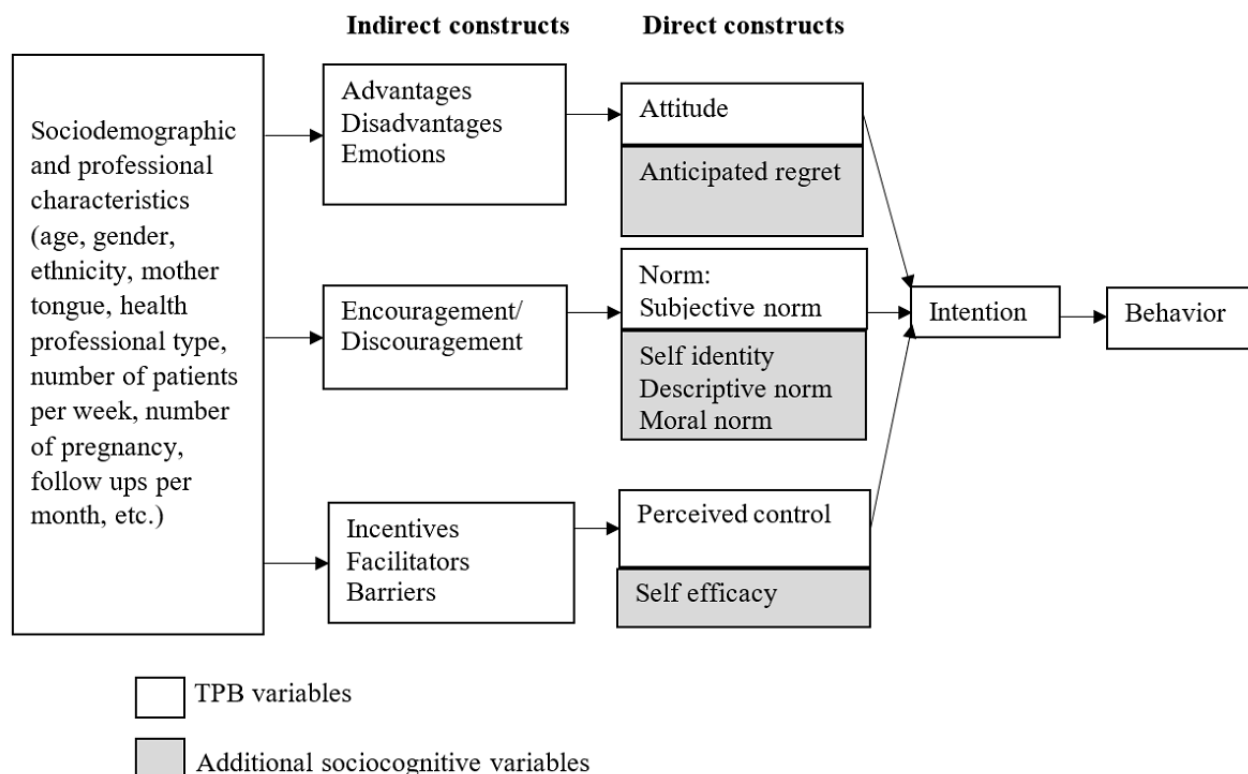 Indirect constructs
Direct constructs
Sociodemographic
and professional
characteristics
(age, gender,
ethnicity, mother
tongue, health
professional type,
number of patients
per week, number
of pregnancy,
follow ups per
month, etc.)
Advantages
Disadvantages
Emotions
Encouragement/
Discouragement
Incentives
Facilitators
Barriers
Attitude
Anticipated regret
Norm:
Subjective norm
Self identity
Descriptive norm
Moral norm
Perceived control
Self efficacy
Intention
Behavior
TPB variables
Additional sociocognitive variables